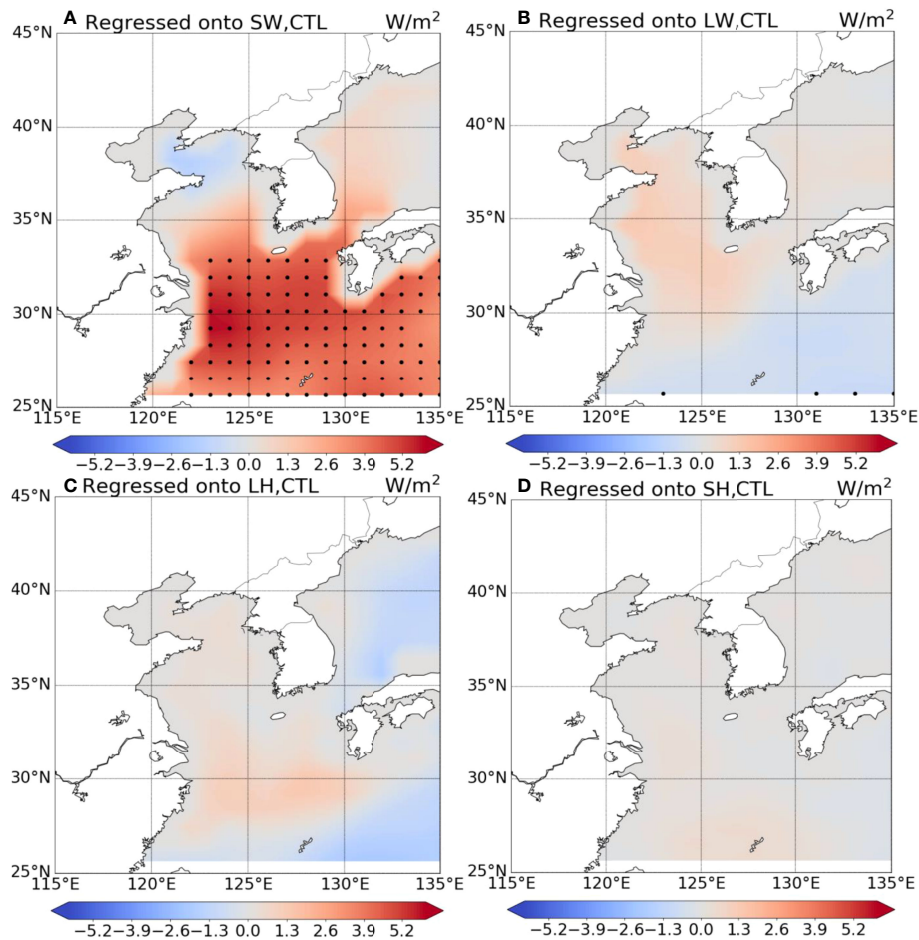 A Regressed onto SW,CTL W/m²
45°N
40°N
35°N
30°N
25°N
115°E 120°E 125°E 130°E 135°E
−5.2 −3.9 −2.6 −1.3 0.0 1.3 2.6 3.9 5.2
B Regressed onto LW,CTL W/m²
45°N
40°N
35°N
30°N
25°N
115°E 120°E 125°E 130°E 135°E
−5.2 −3.9 −2.6 −1.3 0.0 1.3 2.6 3.9 5.2
C Regressed onto LH,CTL W/m²
45°N
40°N
35°N
30°N
25°N
115°E 120°E 125°E 130°E 135°E
−5.2 −3.9 −2.6 −1.3 0.0 1.3 2.6 3.9 5.2
D Regressed onto SH,CTL W/m²
45°N
40°N
35°N
30°N
25°N
115°E 120°E 125°E 130°E 135°E
−5.2 −3.9 −2.6 −1.3 0.0 1.3 2.6 3.9 5.2